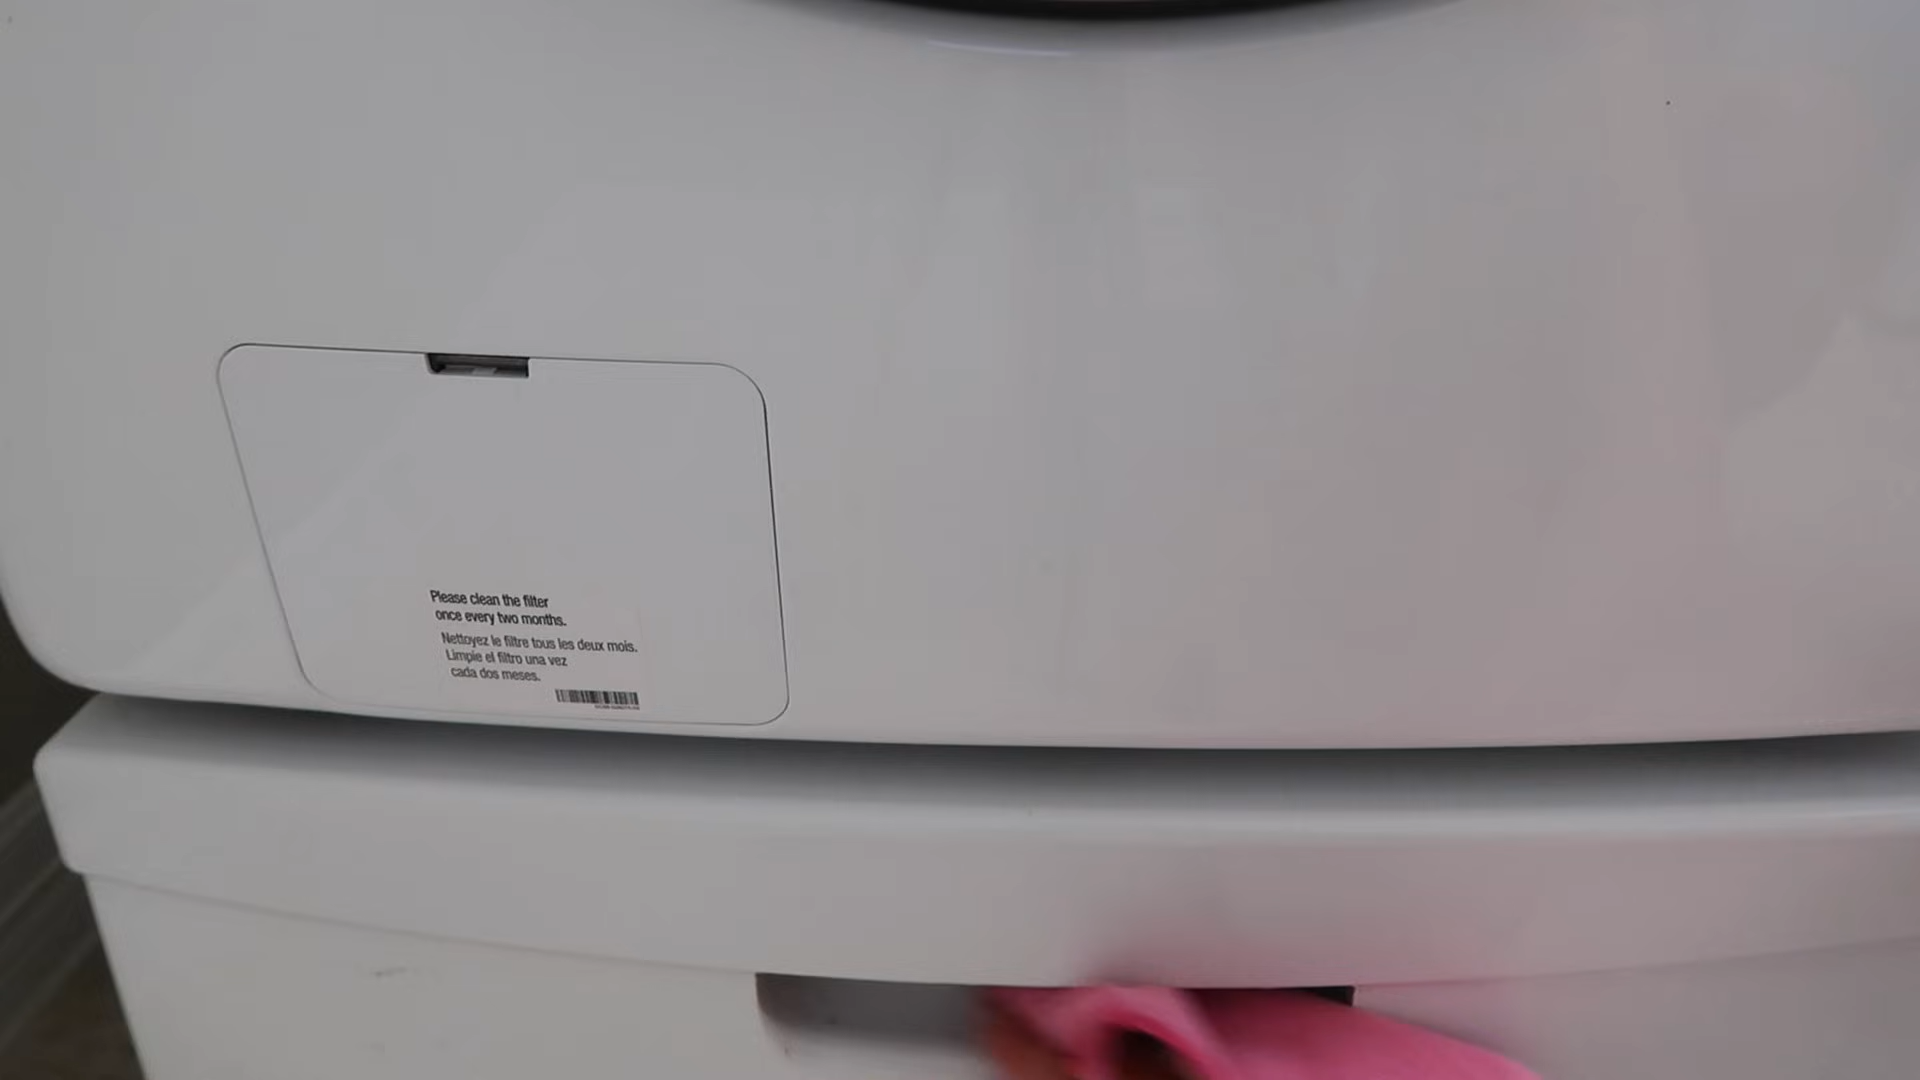 Please clean the filter
once every two months.
Nettoyez le filtre tous les deux mois.
Limpie el filtro una vez
cada dos meses.